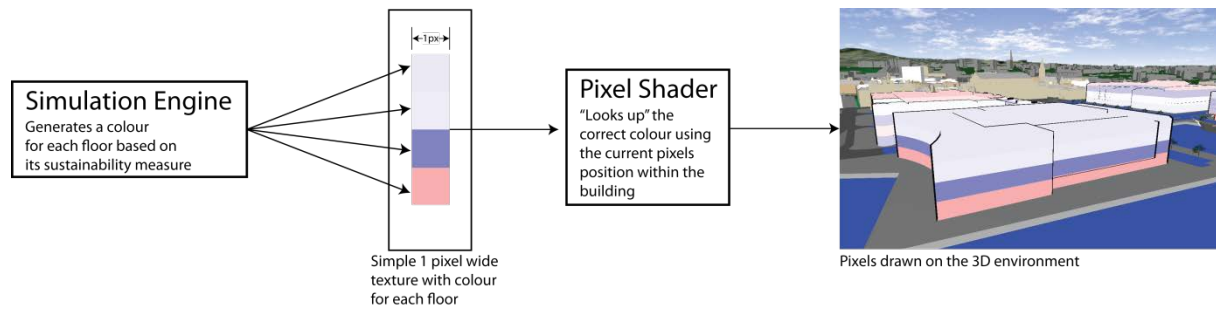 Simulation Engine
Generates a colour
for each floor based on
its sustainability measure
1px
Simple 1 pixel wide
texture with colour
for each floor
Pixel Shader
“Looks up” the
correct colour using
the current pixels
position within the
building
Pixels drawn on the 3D environment